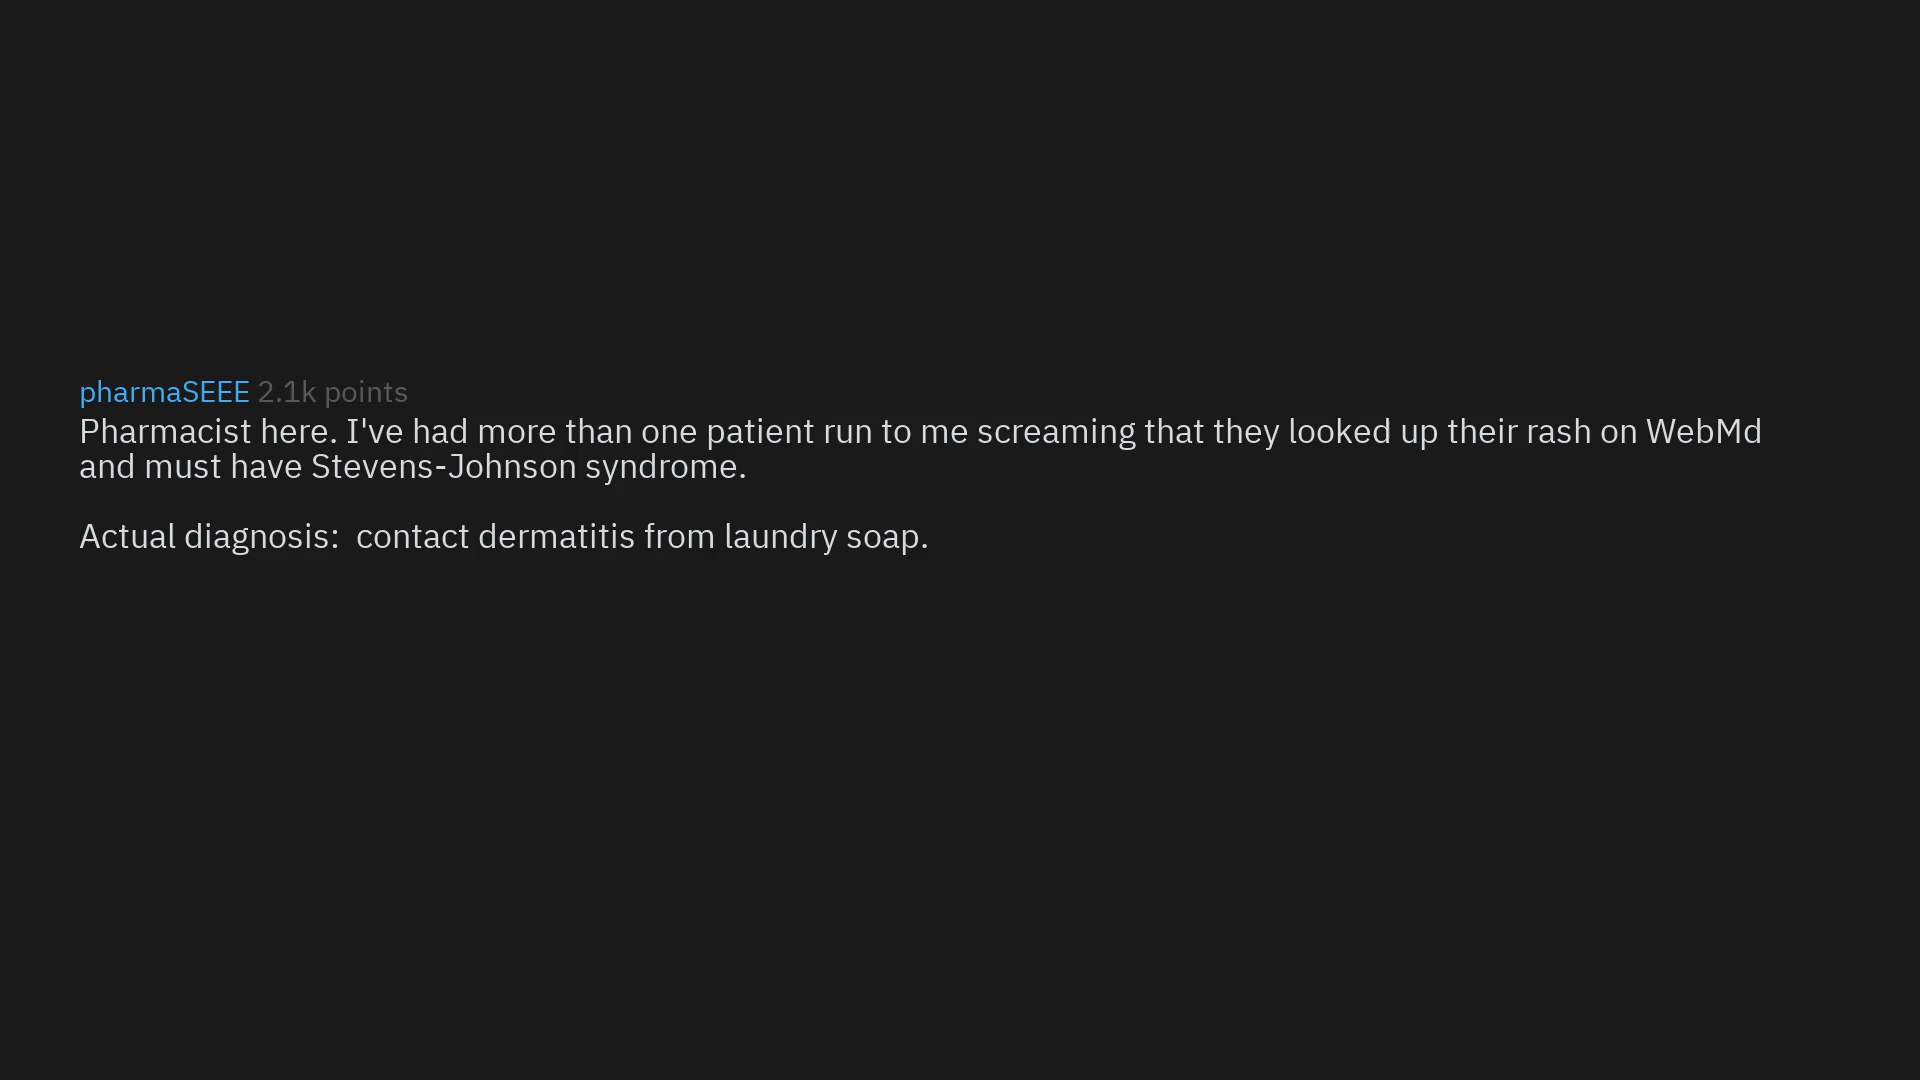 pharmaSEEE 2.1k points
Pharmacist here. I've had more than one patient run to me screaming that they looked up their rash on WebMd
and must have Stevens-Johnson syndrome.
Actual diagnosis:  contact dermatitis from laundry soap.